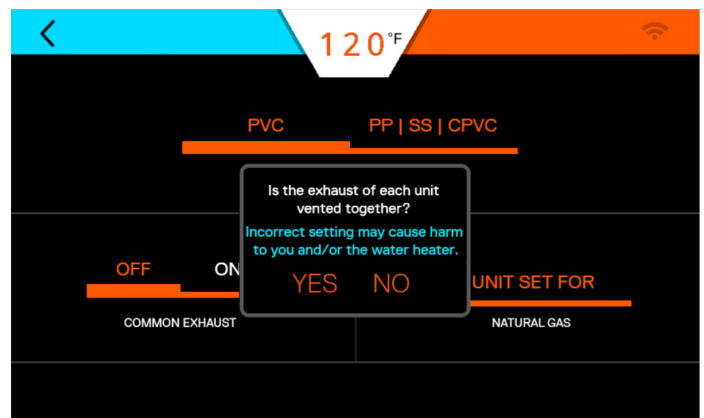 120°F
PVC PP | SS | CPVC
Is the exhaust of each unit
vented together?
Incorrect setting may cause harm
to you and/or the water heater.
YES NO
OFF ON
COMMON EXHAUST
UNIT SET FOR
NATURAL GAS